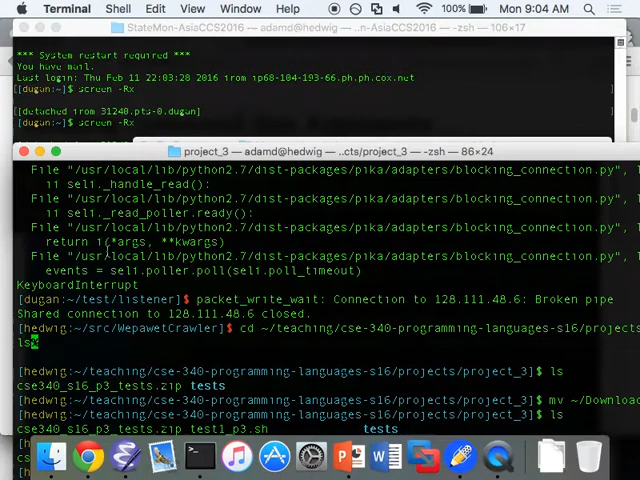 Terminal Shell Edit View Window Help 100% Mon 9:04 AM
StateMon-AsiaCCS2016 — adamd@hedwig — ..n-AsiaCCS2016 — -zsh — 106×17
*** System restart required ***
You have mail.
Last login: Thu Feb 11 22:03:28 2016 from ip68-104-193-66.ph.ph.cox.net
[dugan:~]$ screen -Rx
[detached from 31240.pts-0.dugan]
[dugan:~]$ screen -Rx
project_3 — adamd@hedwig — ..cts/project_3 — -zsh — 86×24
File "/usr/local/lib/python2.7/dist-packages/pika/adapters/blocking_connection.py", l
if self._handle_read():
File "/usr/local/lib/python2.7/dist-packages/pika/adapters/blocking_connection.py", l
if self._read_poller.ready():
File "/usr/local/lib/python2.7/dist-packages/pika/adapters/blocking_connection.py", l
return f(*args, **kwargs)
File "/usr/local/lib/python2.7/dist-packages/pika/adapters/blocking_connection.py", l
events = self.poller.poll(self.poll_timeout)
KeyboardInterrupt
[dugan:~/test/listener]$ packet_write_wait: Connection to 128.111.48.6: Broken pipe
Shared connection to 128.111.48.6 closed.
[hedwig:~/src/WepawetCrawler]$ cd ~/teaching/cse-340-programming-languages-s16/projects
ls
[hedwig:~/teaching/cse-340-programming-languages-s16/projects/project_3]$ ls
cse340_s16_p3_tests.zip tests
[hedwig:~/teaching/cse-340-programming-languages-s16/projects/project_3]$ mv ~/Download
[hedwig:~/teaching/cse-340-programming-languages-s16/projects/project_3]$ ls
cse340_s16_p3_tests.zip test1_p3.sh tests